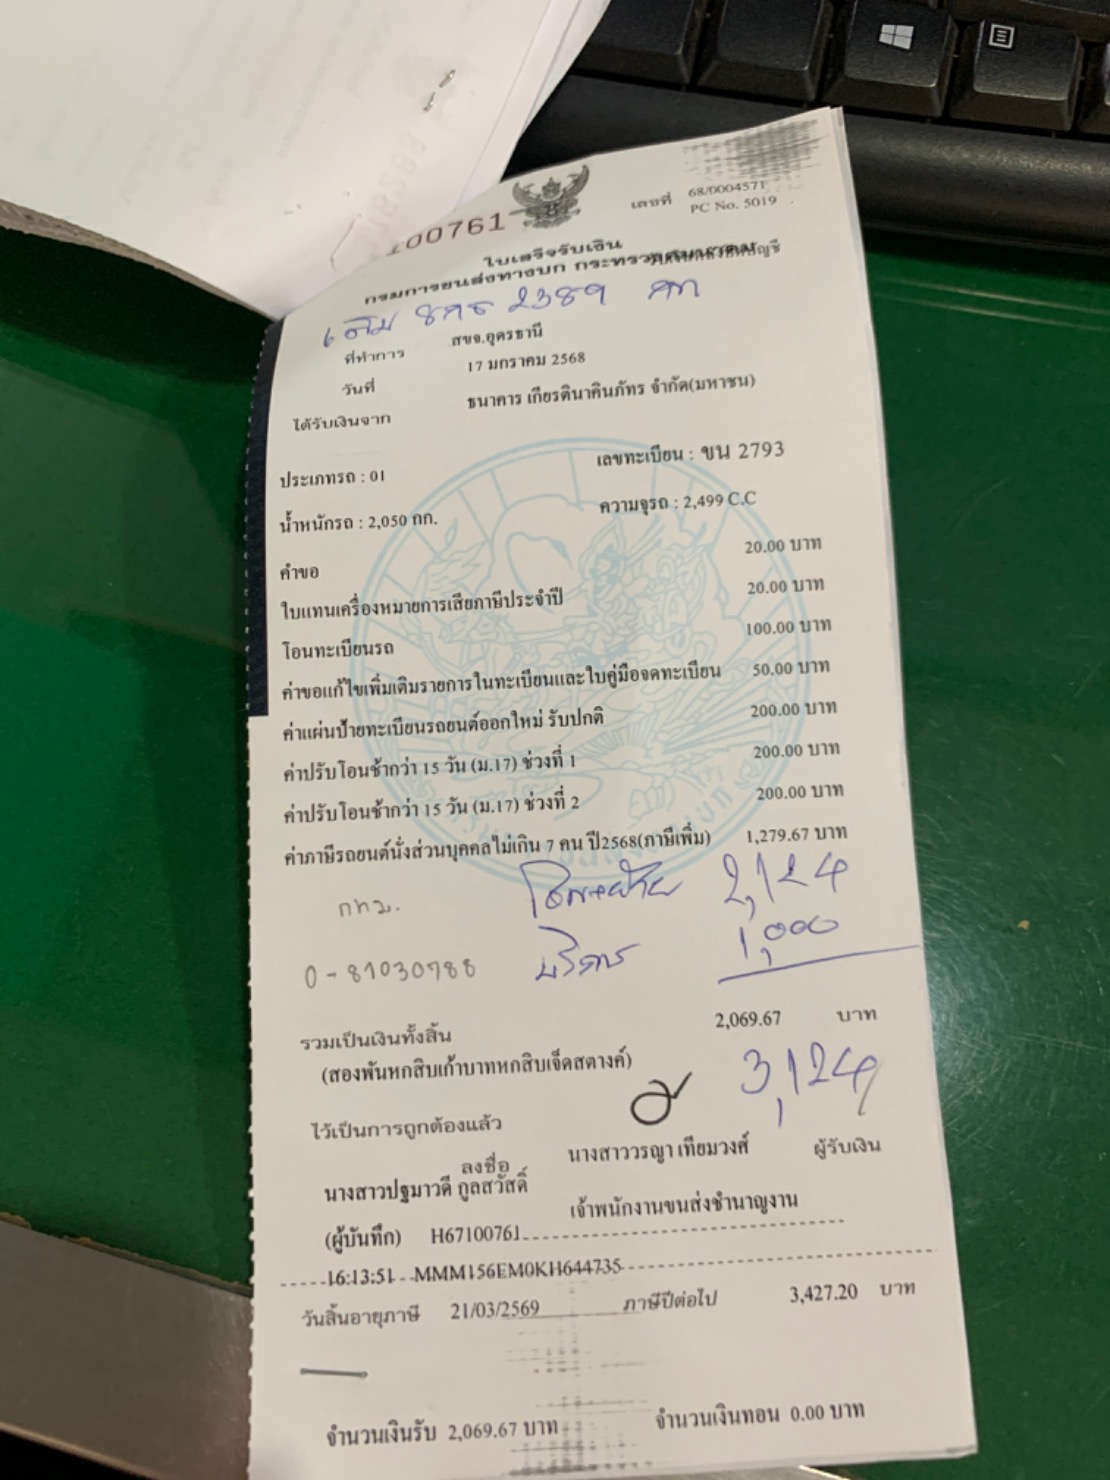 100761
เลขที่ 68/0004571
PC No. 5019
ใบเสร็จรับเงิน
กรมการขนส่งทางบก กระทรวงคมนาคม
เดิม 8กธ 2389 กท
ที่ทำการ สขจ.อุดรธานี
วันที่ 17 มกราคม 2568
ได้รับเงินจาก ธนาคาร เกียรตินาคินภัทร จำกัด(มหาชน)
ประเภทรถ : 01 เลขทะเบียน : ขน 2793
น้ำหนักรถ : 2,050 กก. ความจุรถ : 2,499 C.C
คำขอ 20.00 บาท
ใบแทนเครื่องหมายการเสียภาษีประจำปี 20.00 บาท
โอนทะเบียนรถ 100.00 บาท
ค่าขอแก้ไขเพิ่มเติมรายการในทะเบียนและใบคู่มือจดทะเบียน 50.00 บาท
ค่าแผ่นป้ายทะเบียนรถยนต์ออกใหม่ รับปกติ 200.00 บาท
ค่าปรับโอนช้ากว่า 15 วัน (ม.17) ช่วงที่ 1 200.00 บาท
ค่าปรับโอนช้ากว่า 15 วัน (ม.17) ช่วงที่ 2 200.00 บาท
ค่าภาษีรถยนต์นั่งส่วนบุคคลไม่เกิน 7 คน ปี2568(ภาษีเพิ่ม) 1,279.67 บาท
กทม. 2,124
0-81030788 บริการ 1,000
รวมเป็นเงินทั้งสิ้น 2,069.67 บาท
(สองพันหกสิบเก้าบาทหกสิบเจ็ดสตางค์) 3,124
ไว้เป็นการถูกต้องแล้ว
ลงชื่อ นางสาววรญา เทียมวงศ์ ผู้รับเงิน
นางสาวปฐมาวดี กูลสวัสดิ์
เจ้าพนักงานขนส่งชำนาญงาน
(ผู้บันทึก) H67100761
16:13:51 MMM156EM0KH644735
วันสิ้นอายุภาษี 21/03/2569 ภาษีปีต่อไป 3,427.20 บาท
จำนวนเงินรับ 2,069.67 บาท จำนวนเงินทอน 0.00 บาท